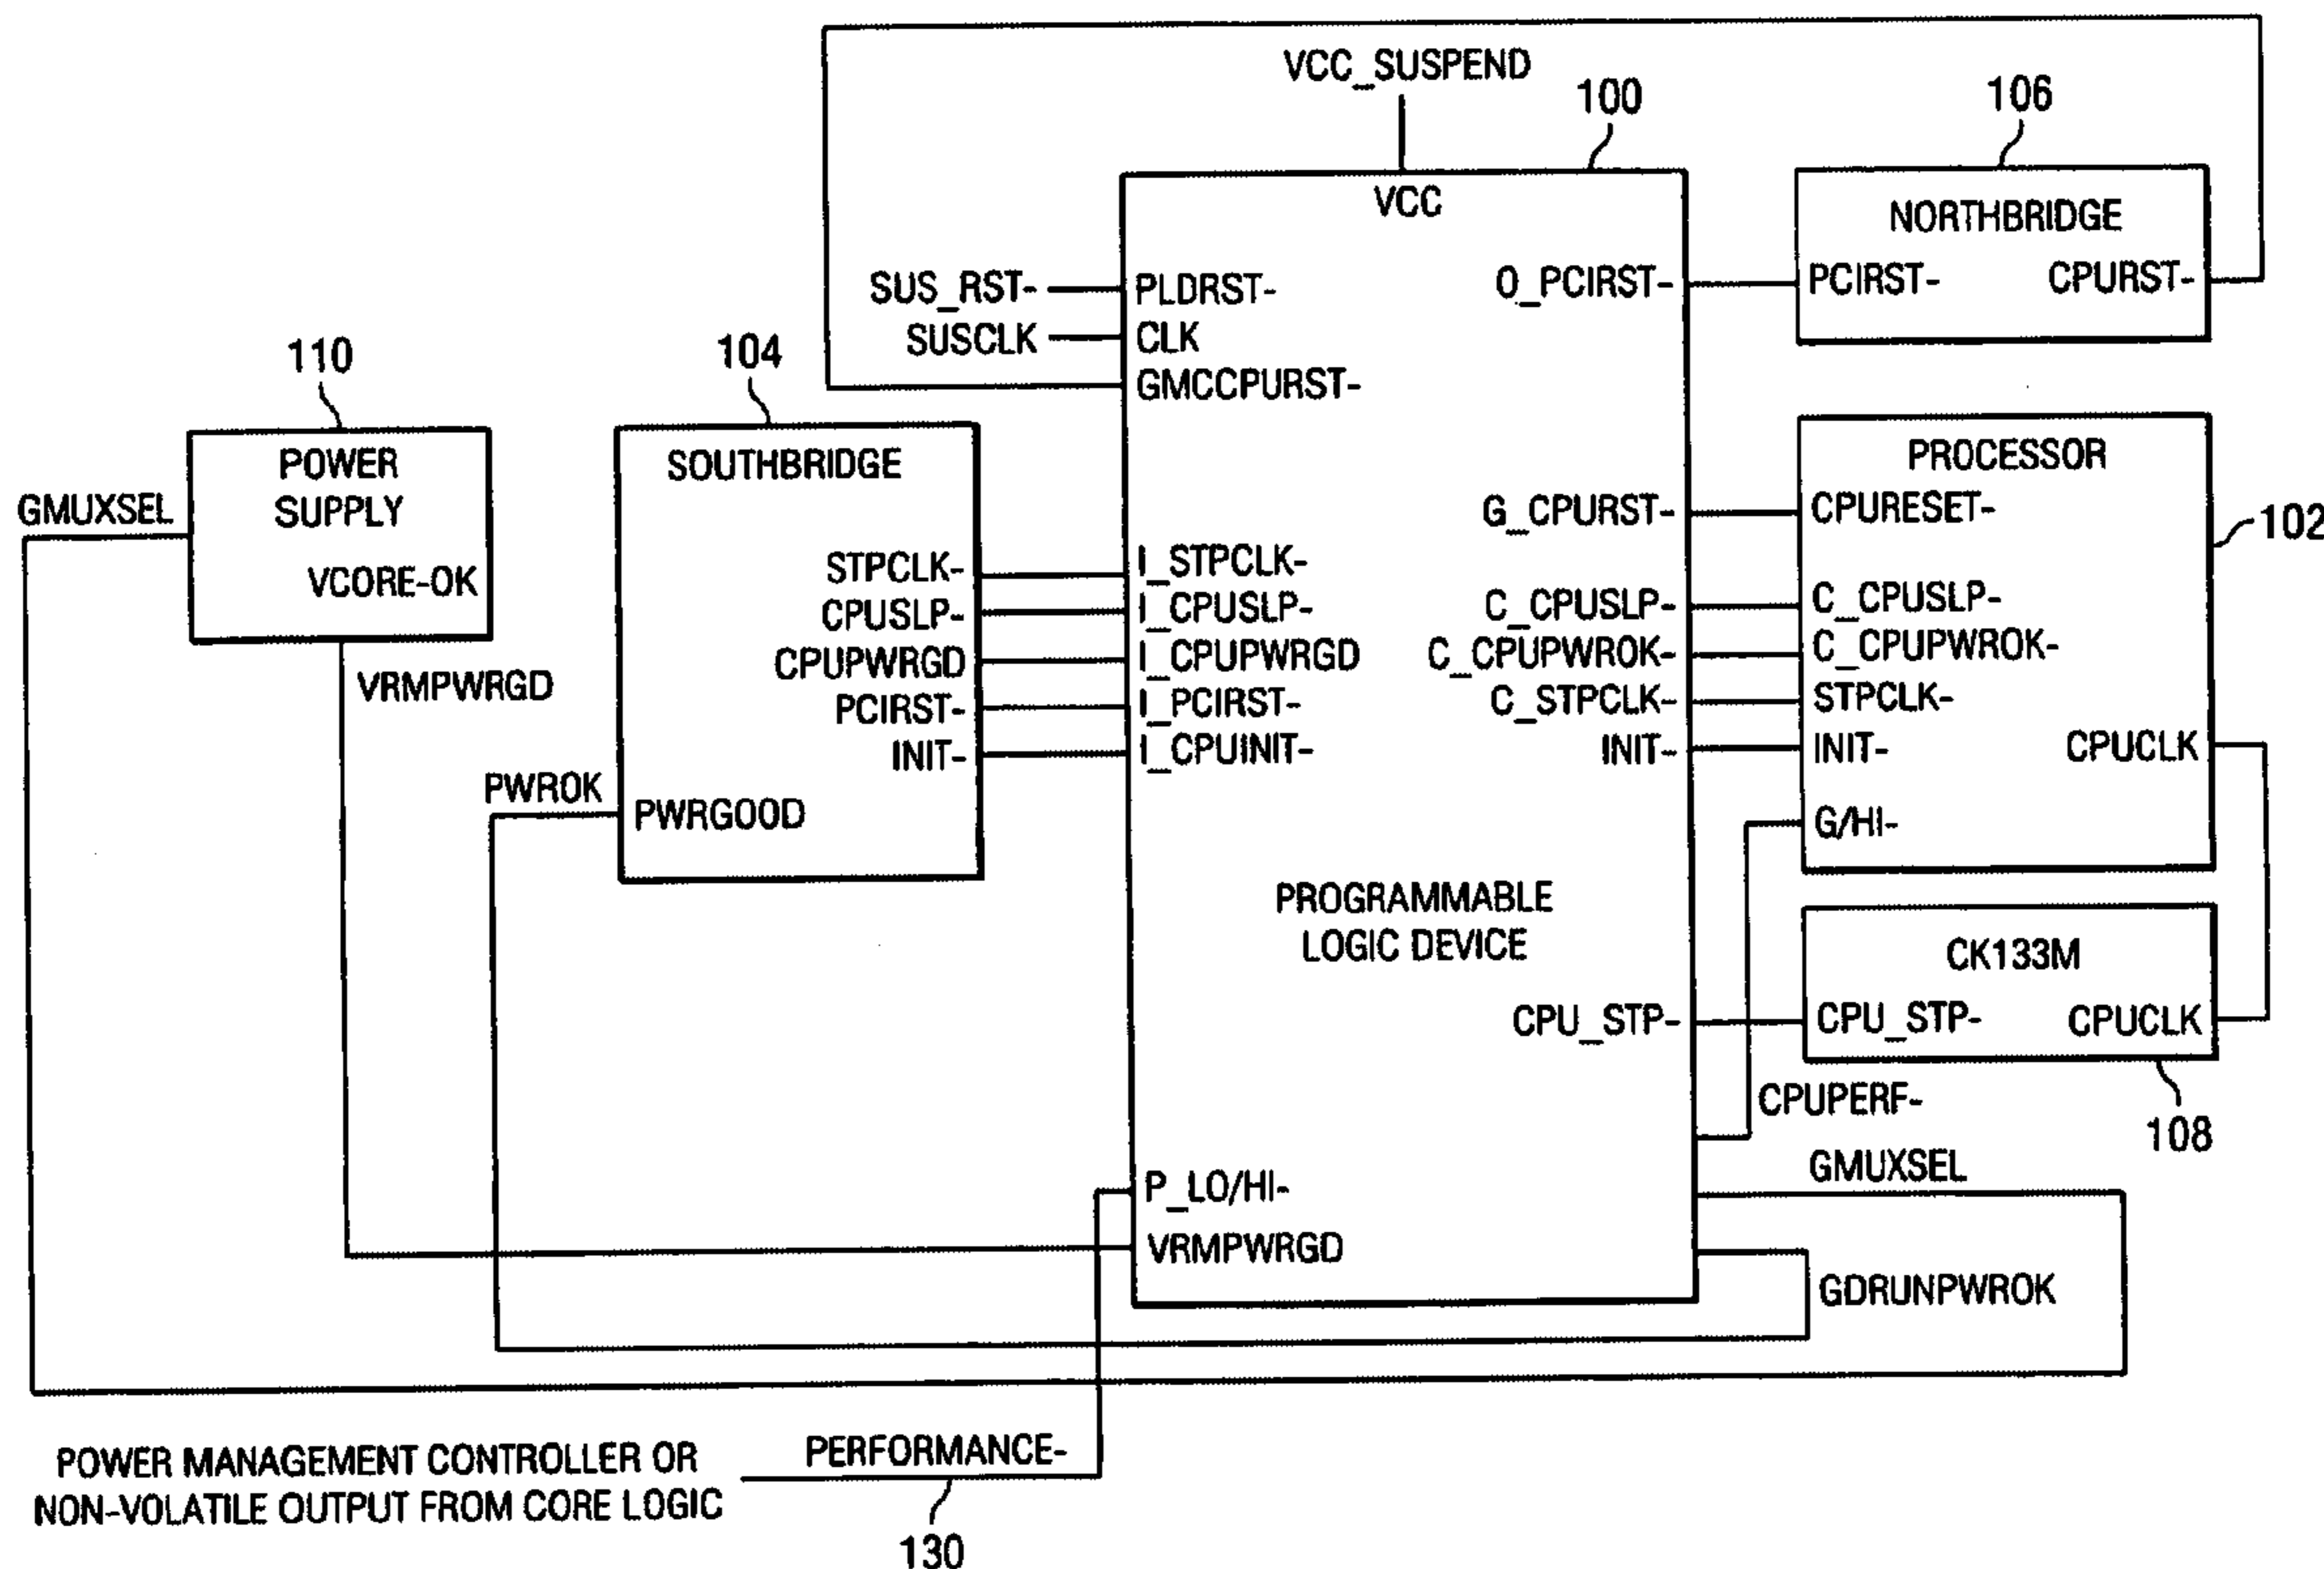 VCC_SUSPEND
100
106
VCC
NORTHBRIDGE
SUS_RST-
PLDRST-
O_PCIRST-
PCIRST-
CPURST-
SUSCLK
CLK
GMCCPURST-
110
104
POWER
SUPPLY
VCORE-OK
GMUXSEL
VRMPWRGD
SOUTHBRIDGE
STPCLK-
CPUSLP-
CPUPWRGD
PCIRST-
INIT-
PWROK
PWRGOOD
I_STPCLK-
I_CPUSLP-
I_CPUPWRGD
I_PCIRST-
I_CPUINIT-
G_CPURST-
C_CPUSLP-
C_CPUPWROK-
C_STPCLK-
INIT-
PROCESSOR
CPURESET-
102
C_CPUSLP-
C_CPUPWROK-
STPCLK-
INIT-
CPUCLK
G/HI-
PROGRAMMABLE
LOGIC DEVICE
CK133M
CPU_STP-
CPU_STP-
CPUCLK
CPUPERF-
108
GMUXSEL
P_LO/HI-
VRMPWRGD
GDRUNPWROK
POWER MANAGEMENT CONTROLLER OR
NON-VOLATILE OUTPUT FROM CORE LOGIC
PERFORMANCE-
130